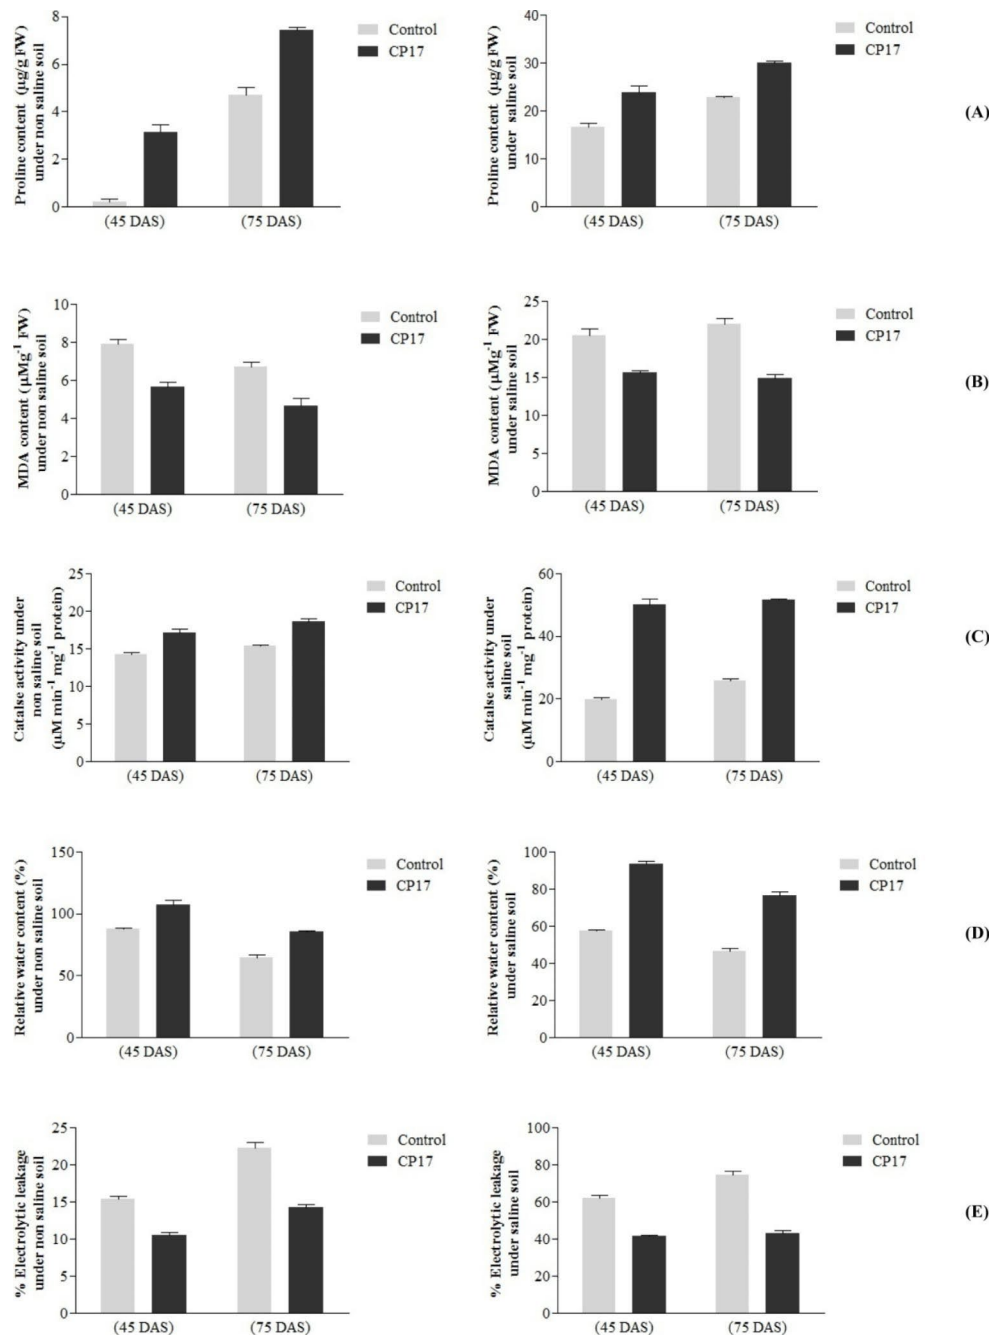 Proline content (µg/g FW)
under non saline soil
8
6
4
2
0
(45 DAS)
(75 DAS)
Control
CP17
Proline content (µg/g FW)
under saline soil
40
30
20
10
0
(45 DAS)
(75 DAS)
Control
CP17
(A)
MDA content (µMg⁻¹ FW)
under non saline soil
10
8
6
4
2
0
(45 DAS)
(75 DAS)
Control
CP17
MDA content (µMg⁻¹ FW)
under saline soil
25
20
15
10
5
0
(45 DAS)
(75 DAS)
Control
CP17
(B)
Catalse activity under
non saline soil
(µM min⁻¹ mg⁻¹ protein)
25
20
15
10
5
0
(45 DAS)
(75 DAS)
Control
CP17
Catalse activity under
saline soil
(µM min⁻¹ mg⁻¹ protein)
60
40
20
0
(45 DAS)
(75 DAS)
Control
CP17
(C)
Relative water content (%)
under non saline soil
150
100
50
0
(45 DAS)
(75 DAS)
Control
CP17
Relative water content (%)
under saline soil
100
80
60
40
20
0
(45 DAS)
(75 DAS)
Control
CP17
(D)
% Electrolytic leakage
under non saline soil
25
20
15
10
5
0
(45 DAS)
(75 DAS)
Control
CP17
% Electrolytic leakage
under saline soil
100
80
60
40
20
0
(45 DAS)
(75 DAS)
Control
CP17
(E)